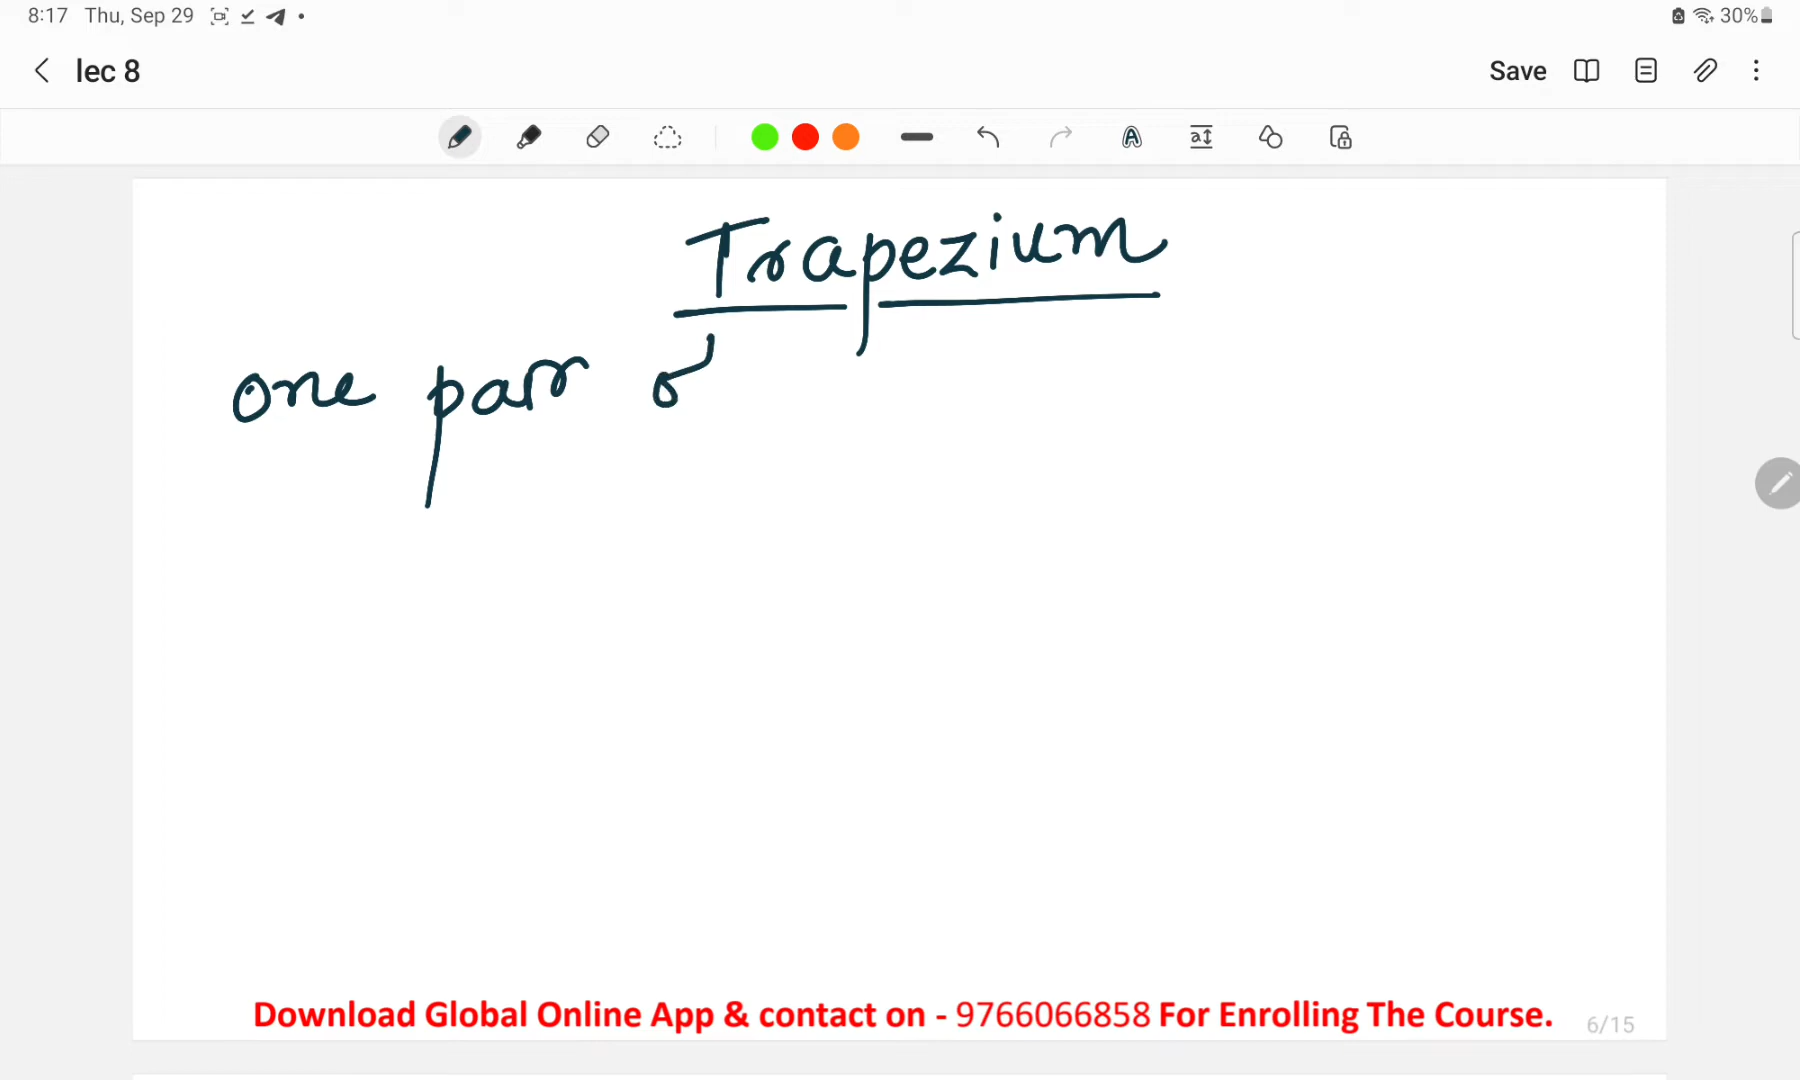 8:17 Thu, Sep 29 30%
lec 8 Save
Trapezium
one pair
Download Global Online App & contact on - 9766066858 For Enrolling The Course.
6/15